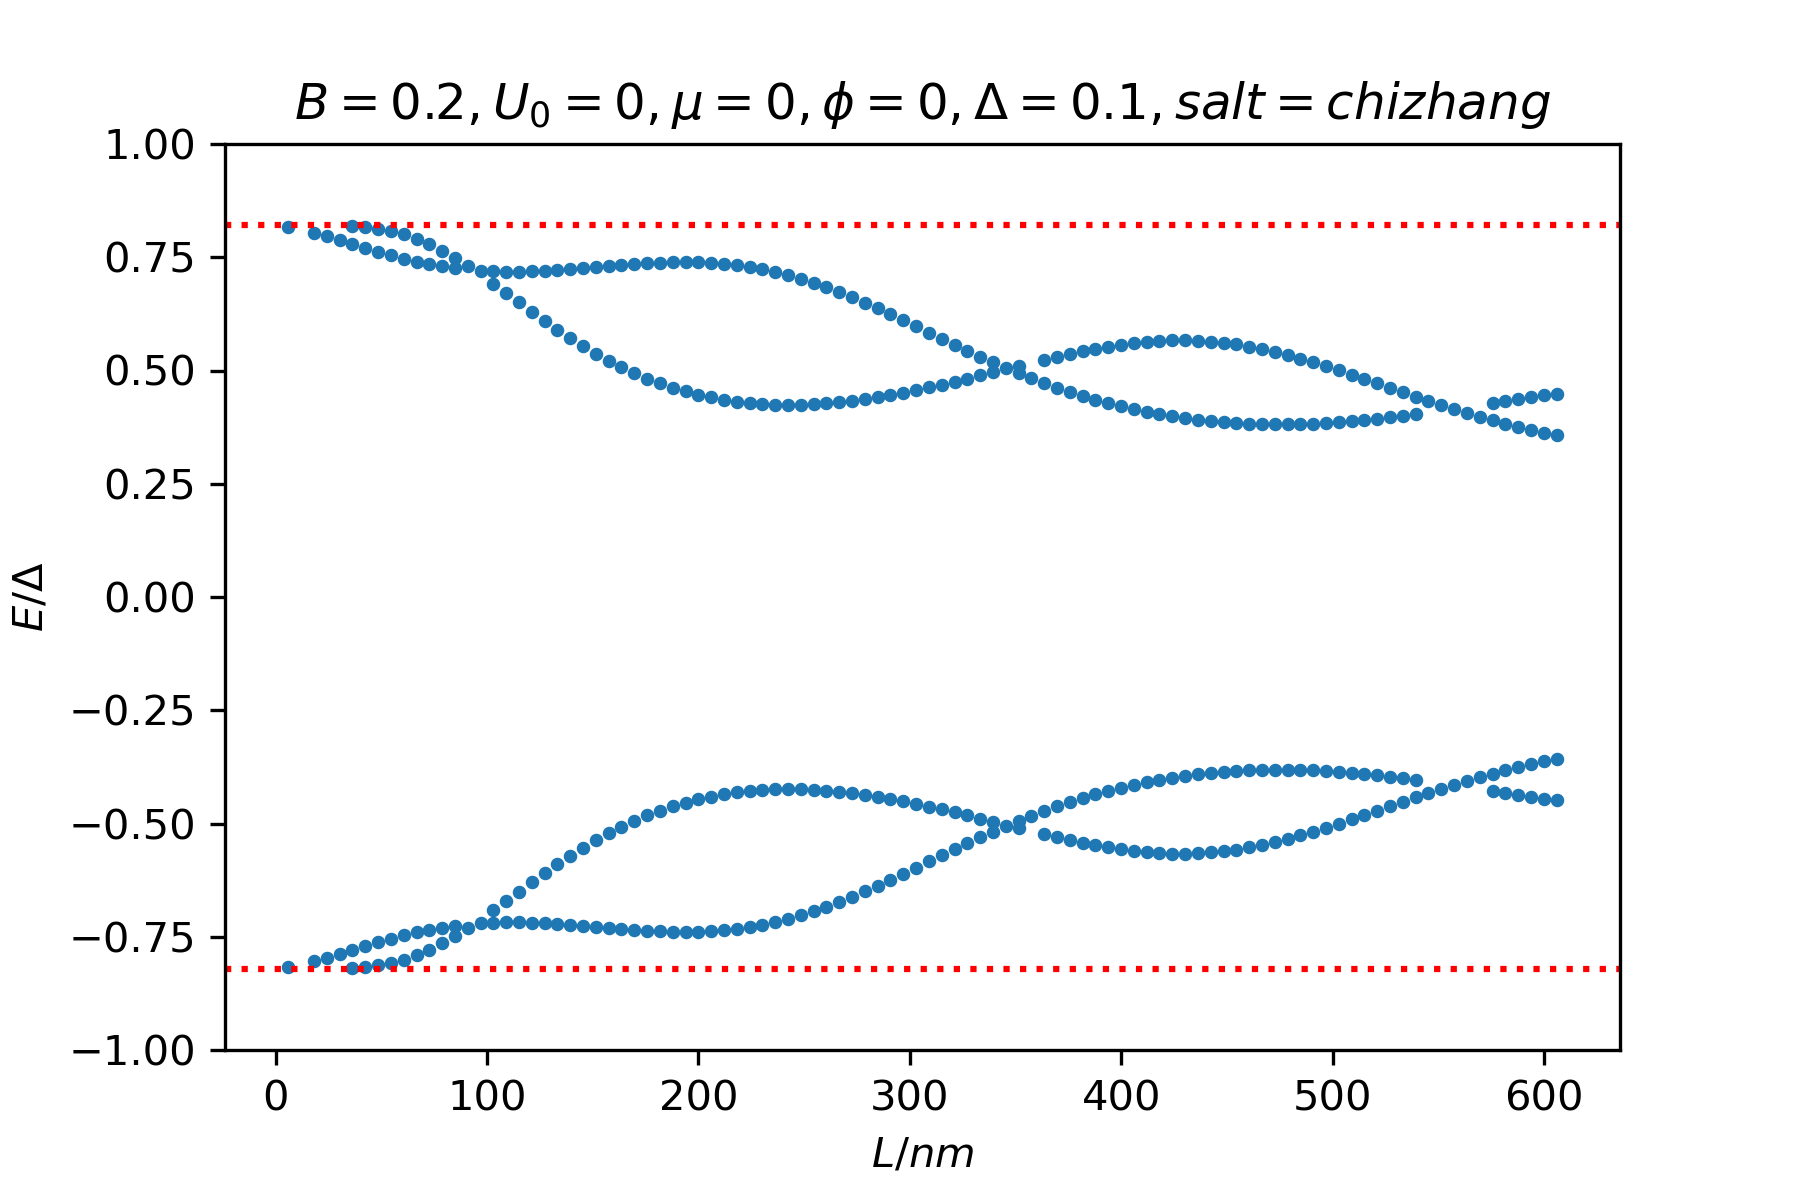 B = 0.2, U₀ = 0, μ = 0, ϕ = 0, Δ = 0.1, salt = chizhang
1.00
0.75
0.50
0.25
0.00
−0.25
−0.50
−0.75
−1.00
E/Δ
0 100 200 300 400 500 600
L/nm